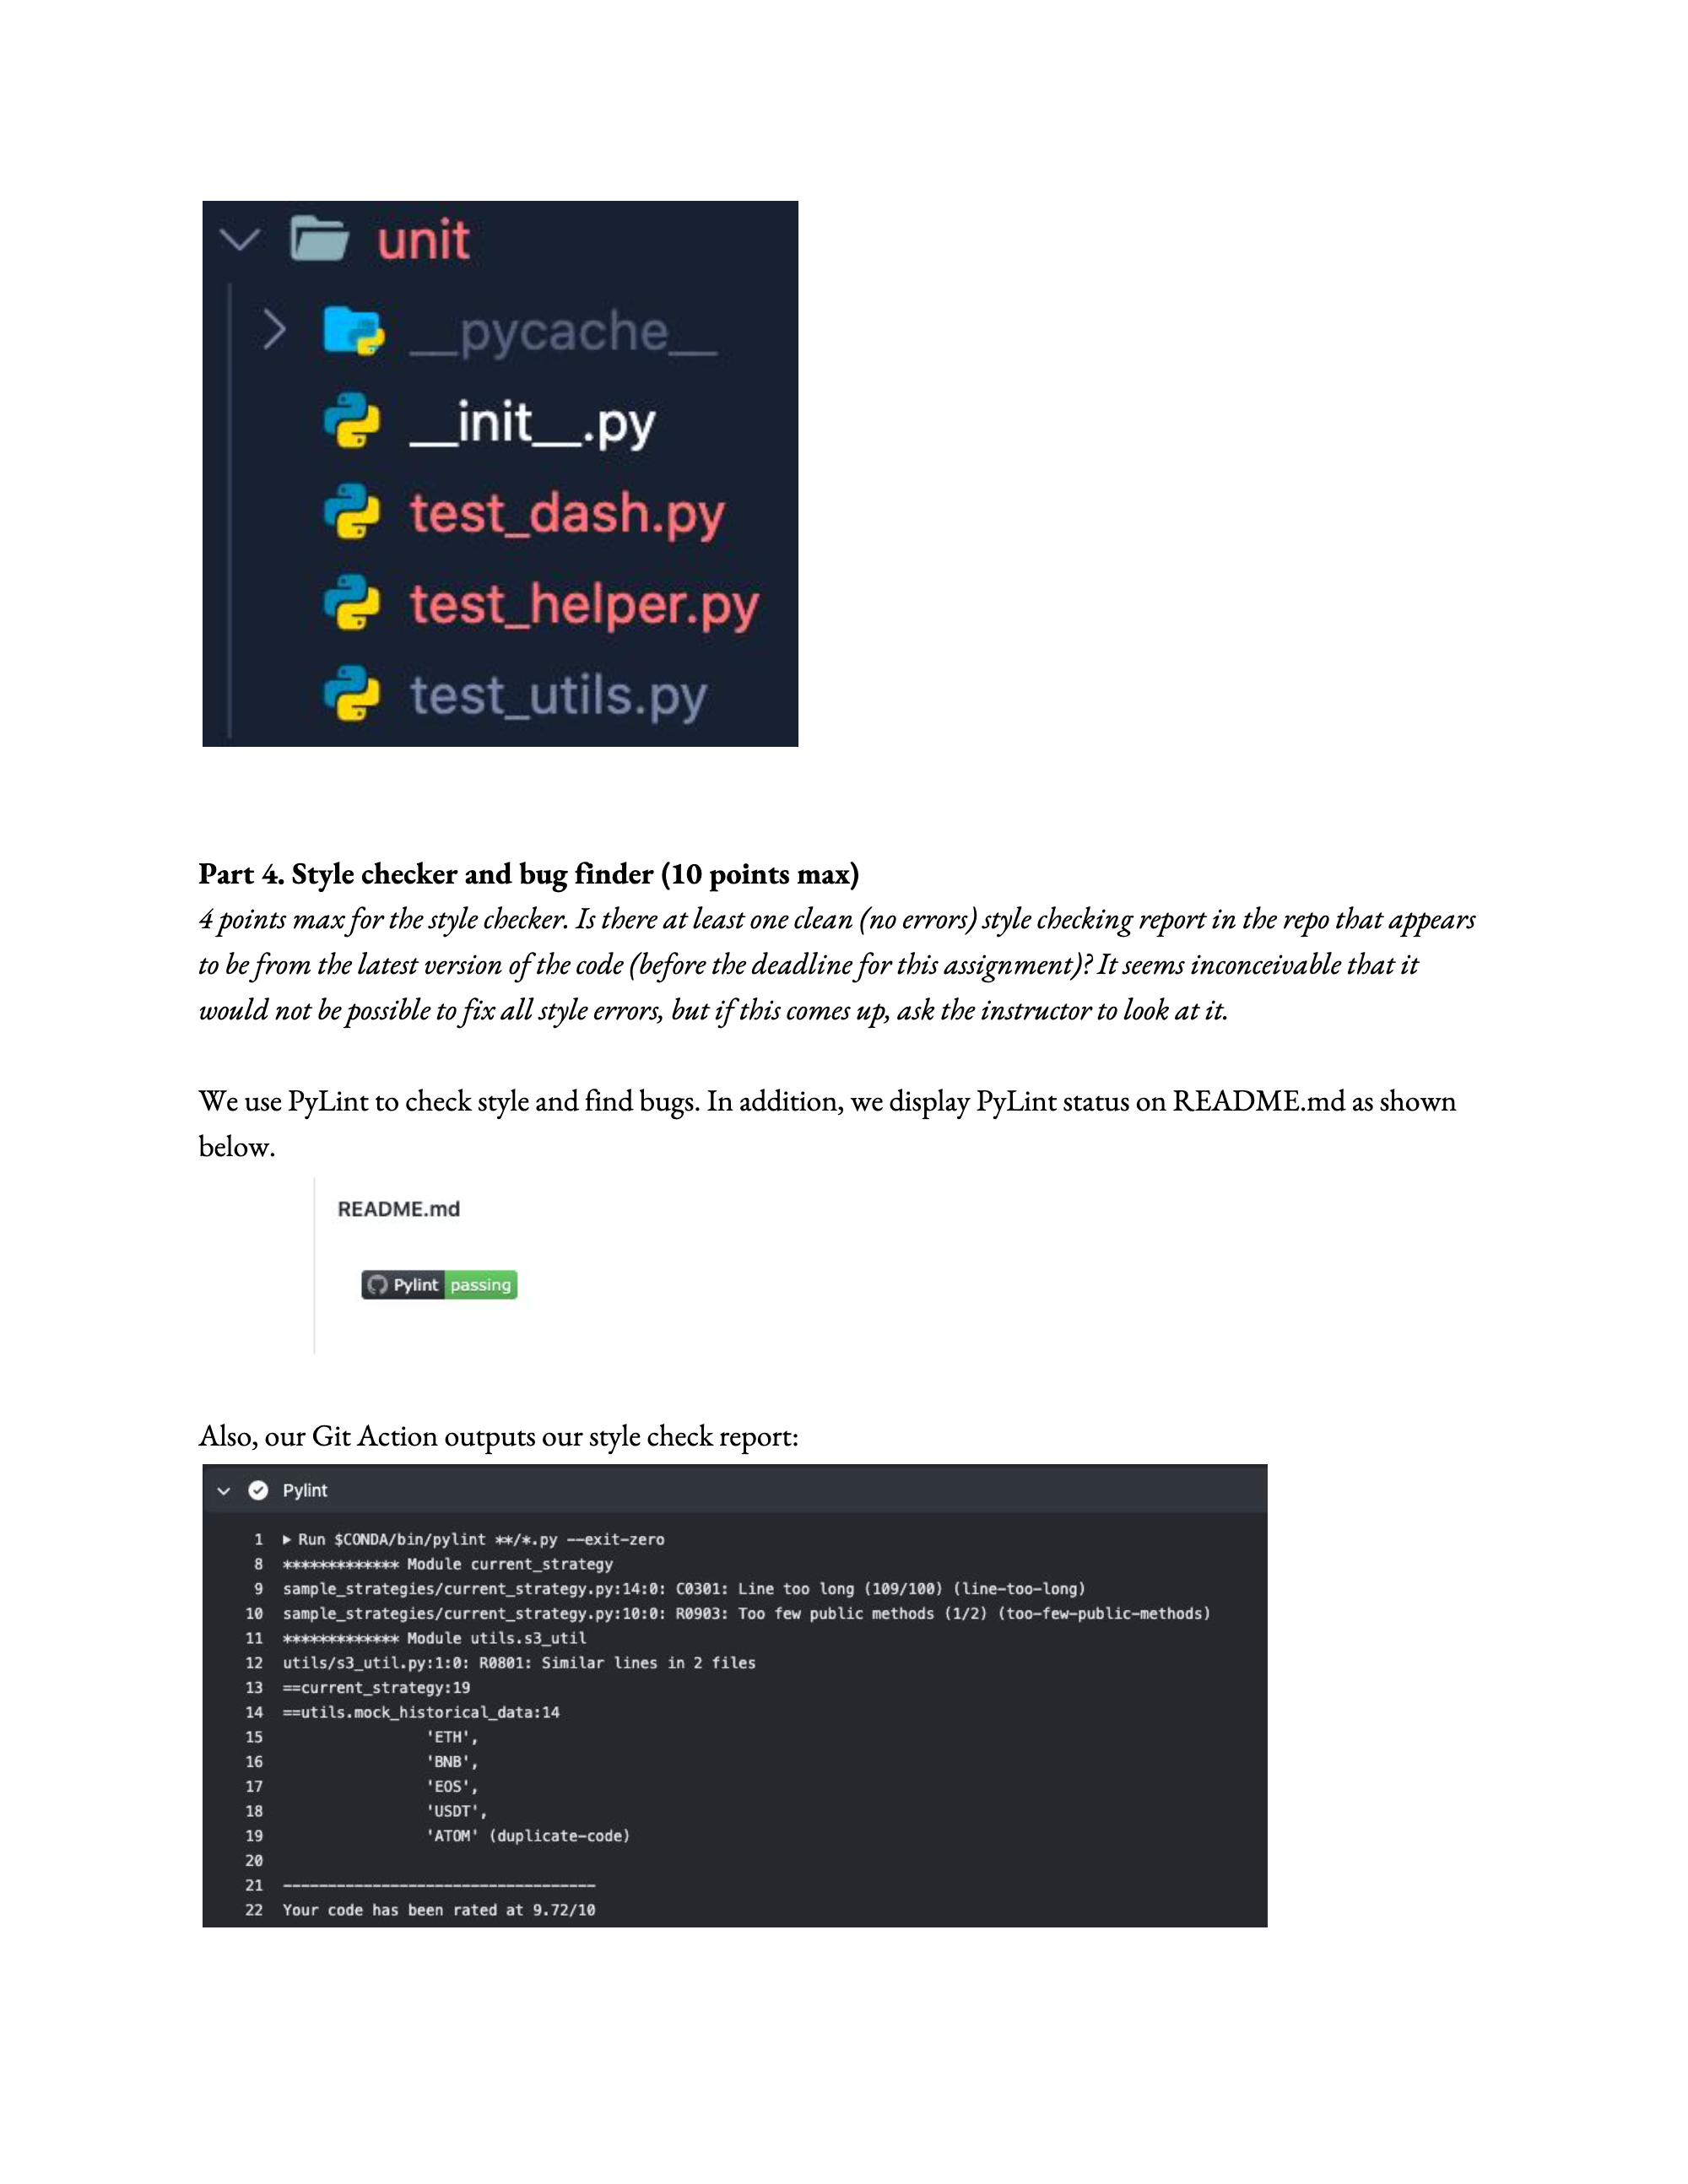 unit
__pycache__
__init__.py
test_dash.py
test_helper.py
test_utils.py
Part 4. Style checker and bug finder (10 points max)
4 points max for the style checker. Is there at least one clean (no errors) style checking report in the repo that appears
to be from the latest version of the code (before the deadline for this assignment)? It seems inconceivable that it
would not be possible to fix all style errors, but if this comes up, ask the instructor to look at it.
We use PyLint to check style and find bugs. In addition, we display PyLint status on README.md as shown
below.
README.md
Pylint passing
Also, our Git Action outputs our style check report:
Pylint
1 ▶ Run $CONDA/bin/pylint **/*.py --exit-zero
8 ************* Module current_strategy
9 sample_strategies/current_strategy.py:14:0: C0301: Line too long (109/100) (line-too-long)
10 sample_strategies/current_strategy.py:10:0: R0903: Too few public methods (1/2) (too-few-public-methods)
11 ************* Module utils.s3_util
12 utils/s3_util.py:1:0: R0801: Similar lines in 2 files
13 ==current_strategy:19
14 ==utils.mock_historical_data:14
15 'ETH',
16 'BNB',
17 'EOS',
18 'USDT',
19 'ATOM' (duplicate-code)
20
21 -----------------------------------
22 Your code has been rated at 9.72/10